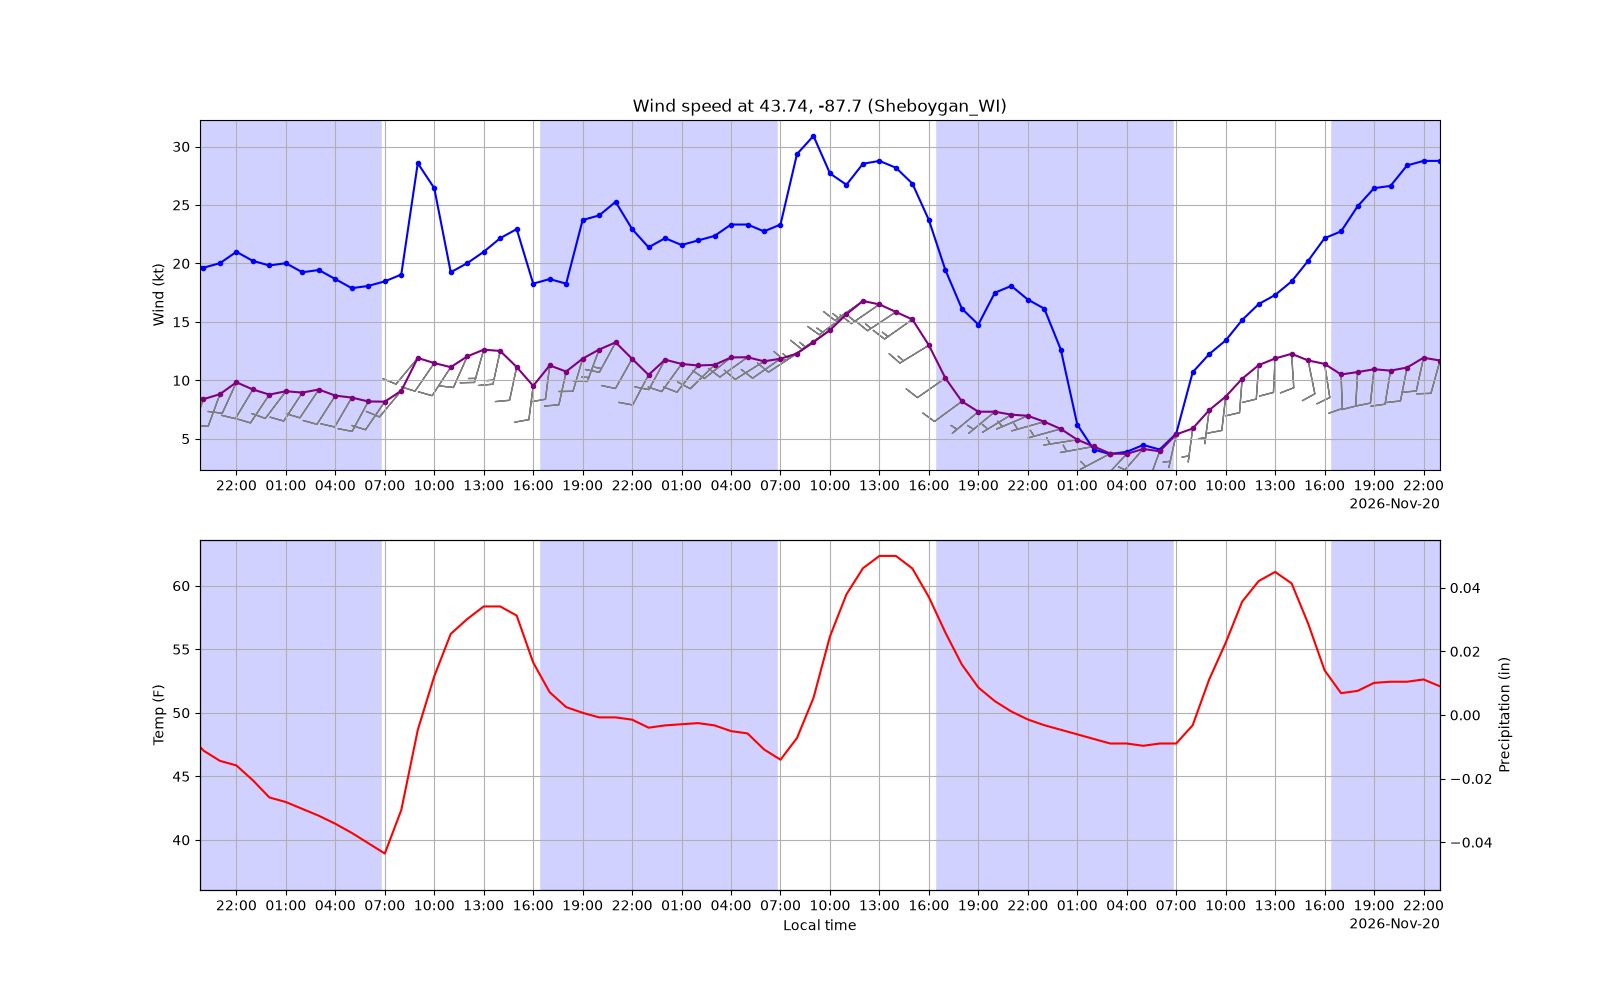 Wind speed at 43.74, -87.7 (Sheboygan_WI)
Wind (kt)
30
25
20
15
10
5
22:00 01:00 04:00 07:00 10:00 13:00 16:00 19:00 22:00 01:00 04:00 07:00 10:00 13:00 16:00 19:00 22:00 01:00 04:00 07:00 10:00 13:00 16:00 19:00 22:00
2026-Nov-20
Temp (F)
60
55
50
45
40
0.04
0.02
0.00
−0.02
−0.04
Precipitation (in)
22:00 01:00 04:00 07:00 10:00 13:00 16:00 19:00 22:00 01:00 04:00 07:00 10:00 13:00 16:00 19:00 22:00 01:00 04:00 07:00 10:00 13:00 16:00 19:00 22:00
Local time
2026-Nov-20